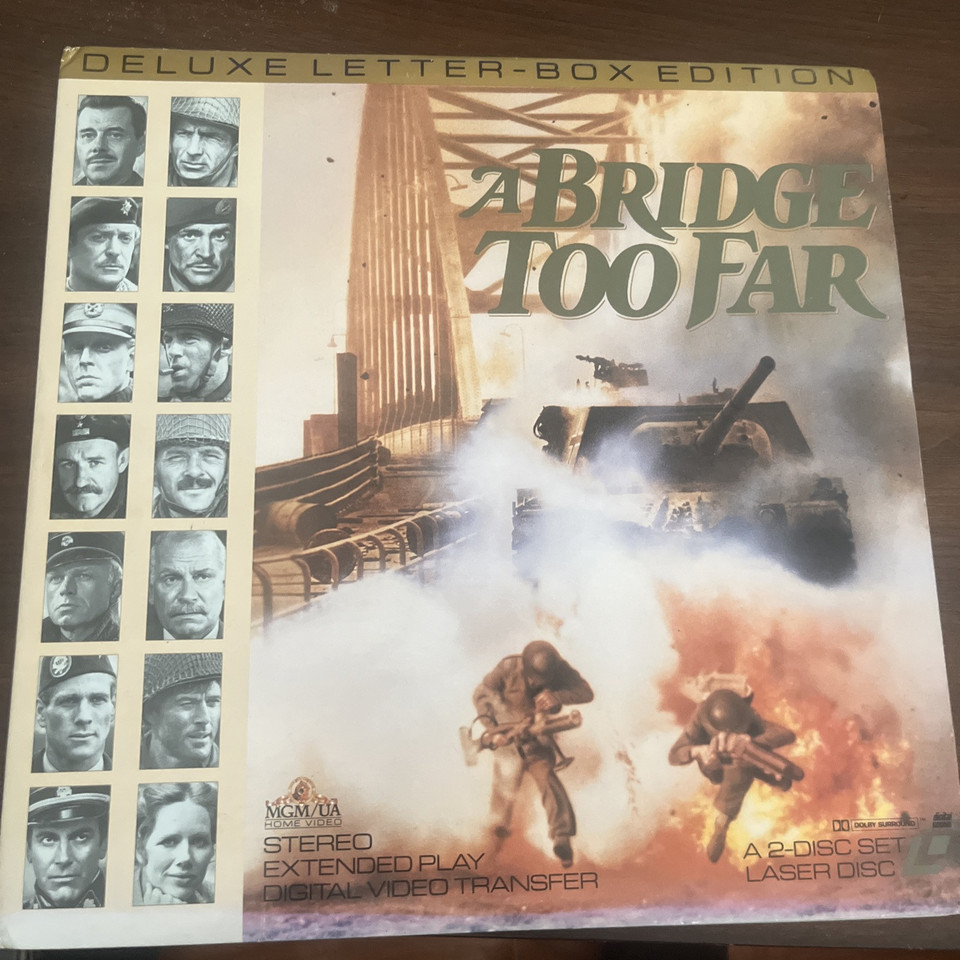 DELUXE LETTER-BOX EDITION
A BRIDGE
TOO FAR
MGM/UA
HOME VIDEO
STEREO
EXTENDED PLAY
DIGITAL VIDEO TRANSFER
DOLBY SURROUND
A 2-DISC SET
LASER DISC